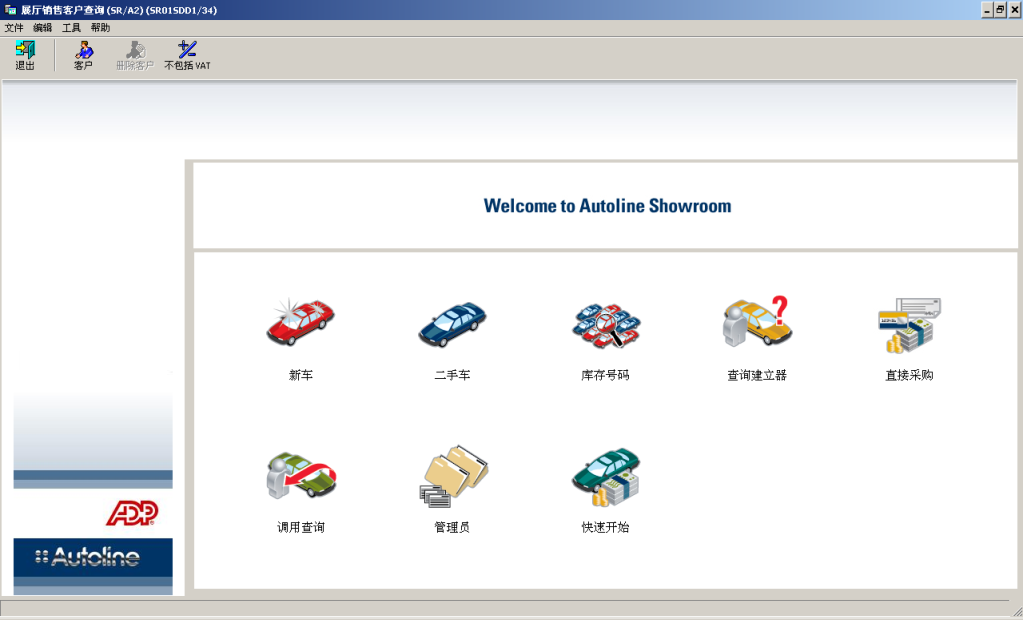 展厅销售客户查询(SR/A2)(SR01SDD1/34)
文件 编辑 工具 帮助
退出 客户 删除客户 不包括 VAT
Welcome to Autoline Showroom
新车 二手车 库存号码 查询建立器 直接采购
调用查询 管理员 快速开始
ADP
Autoline